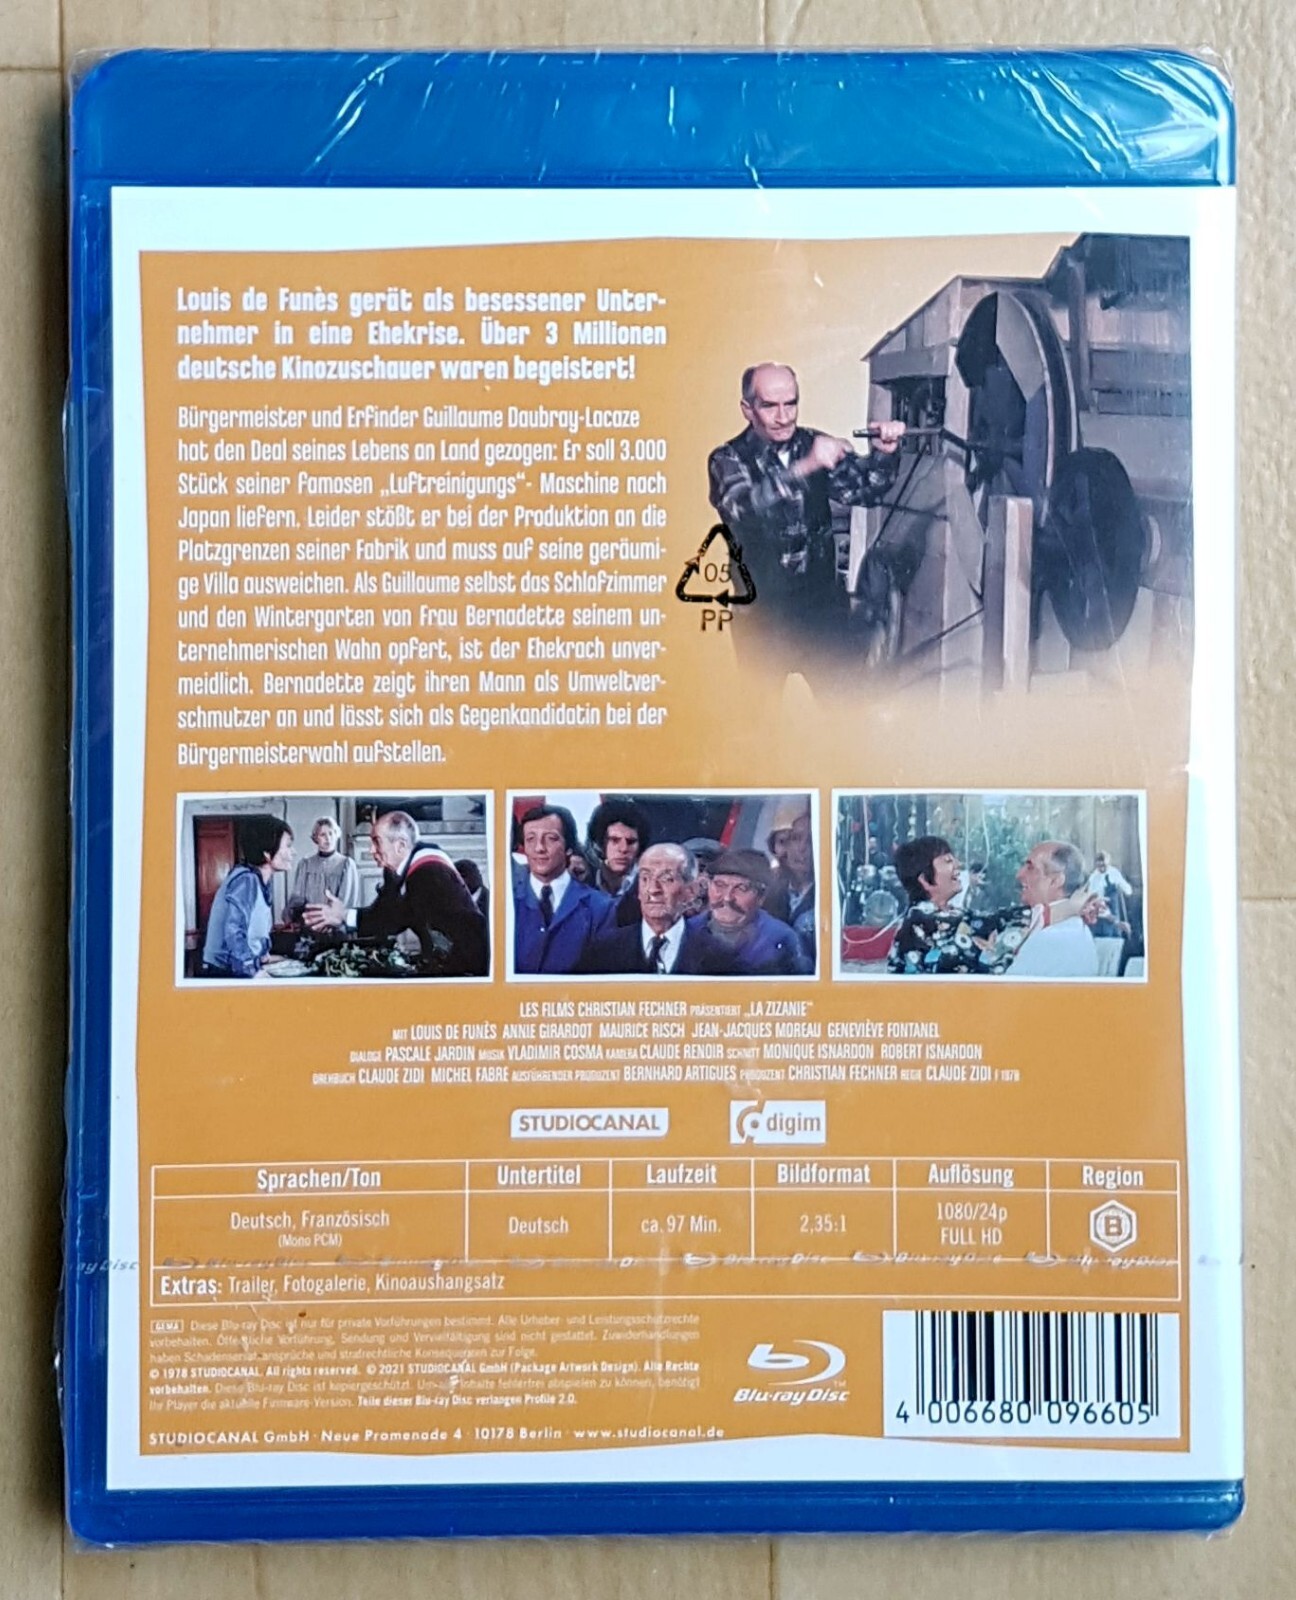 Louis de Funès gerät als besessener Unter-
nehmer in eine Ehekrise. Über 3 Millionen
deutsche Kinozuschauer waren begeistert!
Bürgermeister und Erfinder Guillaume Daubray-Lacaze
hat den Deal seines Lebens an Land gezogen: Er soll 3.000
Stück seiner famosen „Luftreinigungs“- Maschine nach
Japan liefern. Leider stößt er bei der Produktion an die
Platzgrenzen seiner Fabrik und muss auf seine geräumi-
ge Villa ausweichen. Als Guillaume selbst das Schlafzimmer
und den Wintergarten von Frau Bernadette seinem un-
ternehmerischen Wahn opfert, ist der Ehekrach unver-
meidlich. Bernadette zeigt ihren Mann als Umweltver-
schmutzer an und lässt sich als Gegenkandidatin bei der
Bürgermeisterwahl aufstellen.
05
PP
LES FILMS CHRISTIAN FECHNER PRÄSENTIERT „LA ZIZANIE“
MIT LOUIS DE FUNÈS ANNIE GIRARDOT MAURICE RISCH JEAN-JACQUES MOREAU GENEVIÈVE FONTANEL
DIALOGE PASCALE JARDIN MUSIK VLADIMIR COSMA KAMERA CLAUDE RENOIR SCHNITT MONIQUE ISNARDON ROBERT ISNARDON
DREHBUCH CLAUDE ZIDI MICHEL FABRE AUSFÜHRENDER PRODUZENT BERNHARD ARTIGUES PRODUZENT CHRISTIAN FECHNER REGIE CLAUDE ZIDI F 1978
STUDIOCANAL digim
Sprachen/Ton Untertitel Laufzeit Bildformat Auflösung Region
Deutsch, Französisch Deutsch ca. 97 Min. 2,35:1 1080/24p B
(Mono PCM) FULL HD
Blu-ray Disc Blu-ray Disc Blu-ray Disc Blu-ray Disc
Extras: Trailer, Fotogalerie, Kinoaushangsatz
GEMA Diese Blu-ray Disc ist nur für private Vorführungen bestimmt. Alle Urheber- und Leistungsschutzrechte
vorbehalten. Öffentliche Vorführung, Sendung und Vervielfältigung sind nicht gestattet. Zuwiderhandlungen
haben Schadensersatzansprüche und strafrechtliche Konsequenzen zur Folge.
© 1978 STUDIOCANAL. All rights reserved. © 2021 STUDIOCANAL GmbH (Package Artwork Design). Alle Rechte
vorbehalten. Diese Blu-ray Disc ist kopiergeschützt. Um alle Inhalte fehlerfrei abspielen zu können, benötigt
Ihr Player die aktuelle Firmware-Version. Teile dieser Blu-ray Disc verlangen Profile 2.0.
STUDIOCANAL GmbH · Neue Promenade 4 · 10178 Berlin · www.studiocanal.de
Blu-ray Disc™
4 006680 096605